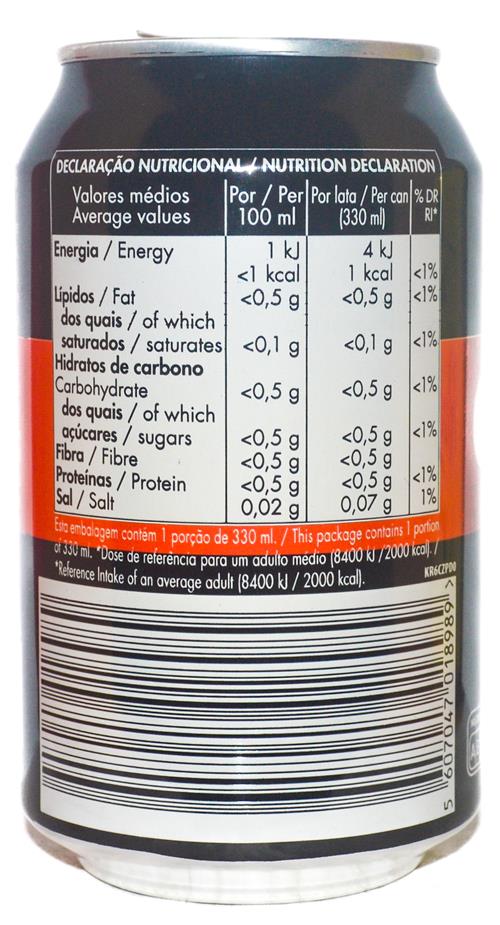 DECLARAÇÃO NUTRICIONAL / NUTRITION DECLARATION
Valores médios Por / Per Por lata / Per can % DR
Average values 100 ml (330 ml) RI*
Energia / Energy 1 kJ 4 kJ
<1 kcal 1 kcal <1%
Lípidos / Fat <0,5 g <0,5 g <1%
dos quais / of which
saturados / saturates <0,1 g <0,1 g <1%
Hidratos de carbono
Carbohydrate <0,5 g <0,5 g <1%
dos quais / of which
açúcares / sugars <0,5 g <0,5 g <1%
Fibra / Fibre <0,5 g <0,5 g
Proteínas / Protein <0,5 g <0,5 g <1%
Sal / Salt 0,02 g 0,07 g 1%
Esta embalagem contém 1 porção de 330 ml. / This package contains 1 portion
of 330 ml. *Dose de referência para um adulto médio (8400 kJ / 2000 kcal). /
*Reference Intake of an average adult (8400 kJ / 2000 kcal).
KR6CZPD0
5 607047 018989 >